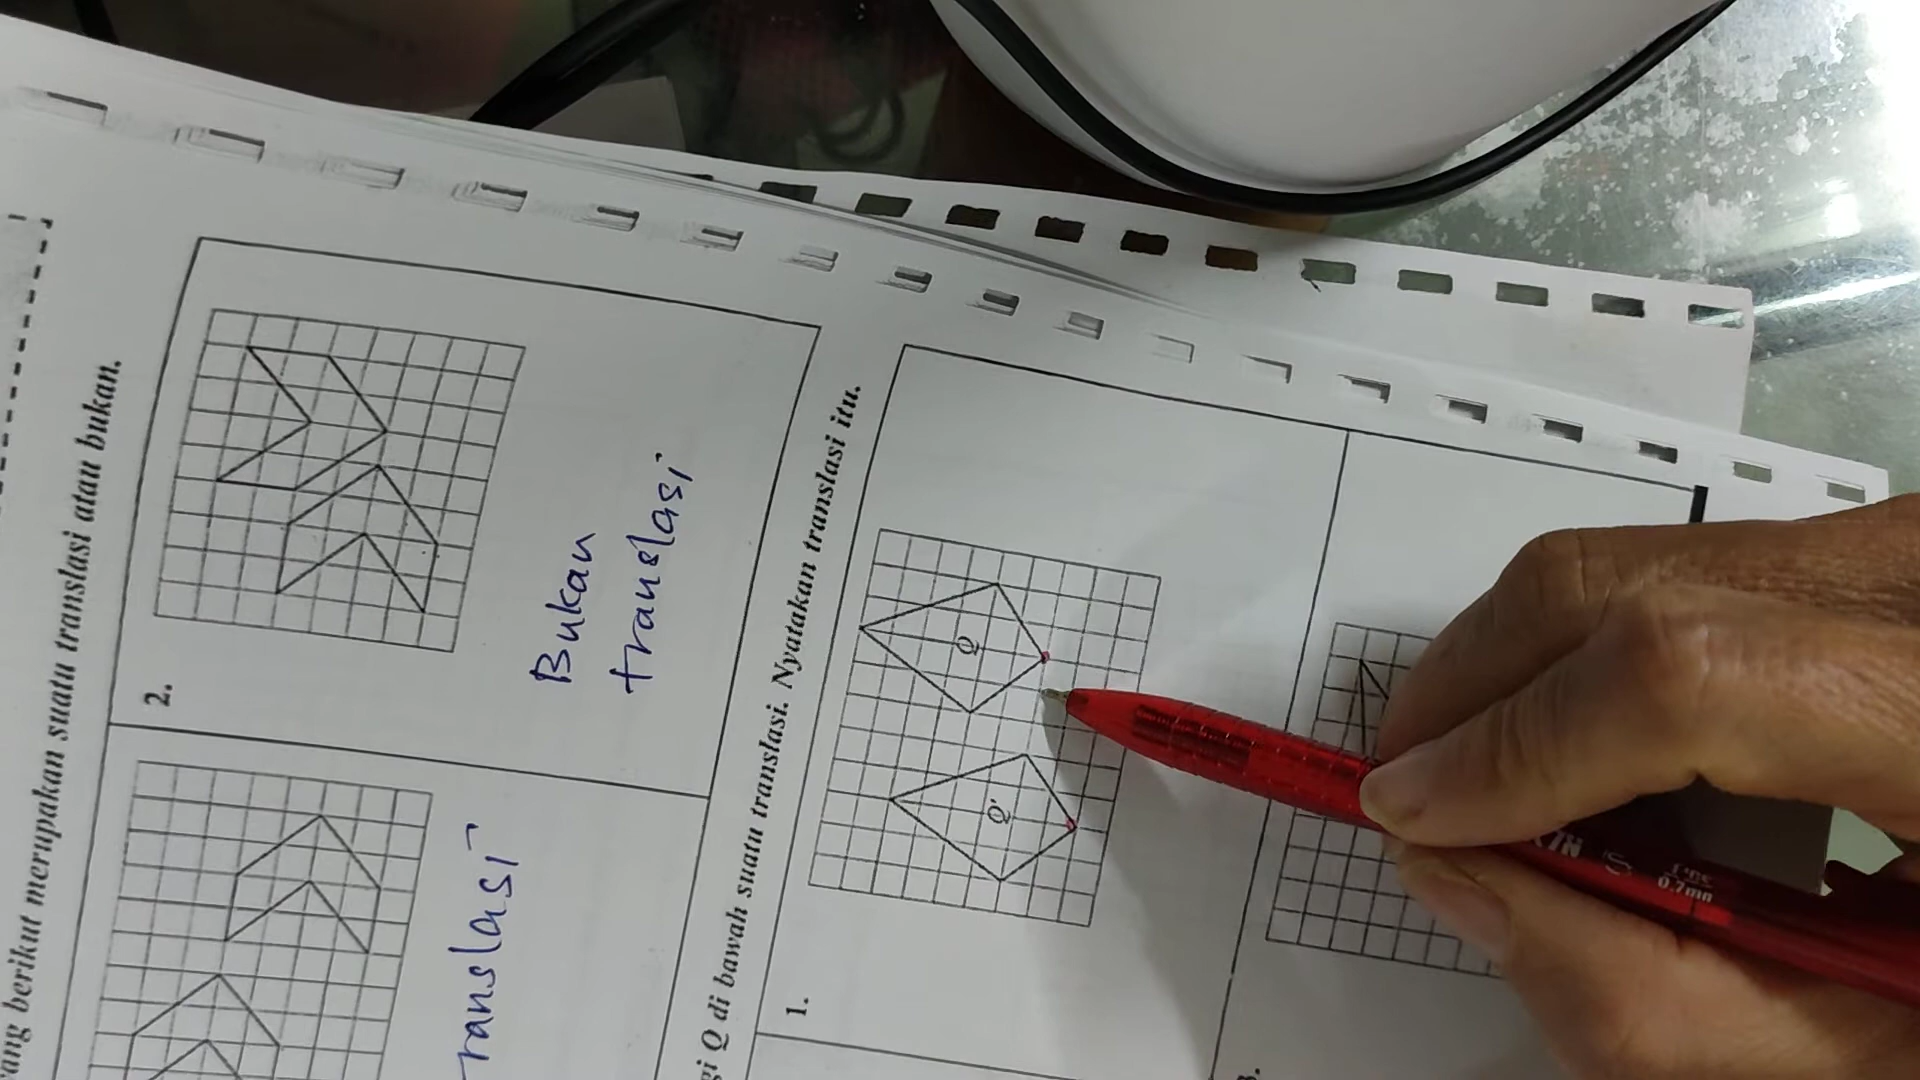 ang berikut merupakan suatu translasi atau bukan.
2.
Bukan
translasi
ranslasi
gi Q di bawah suatu translasi. Nyatakan translasi itu.
1.
Q
Q'
0.7mm